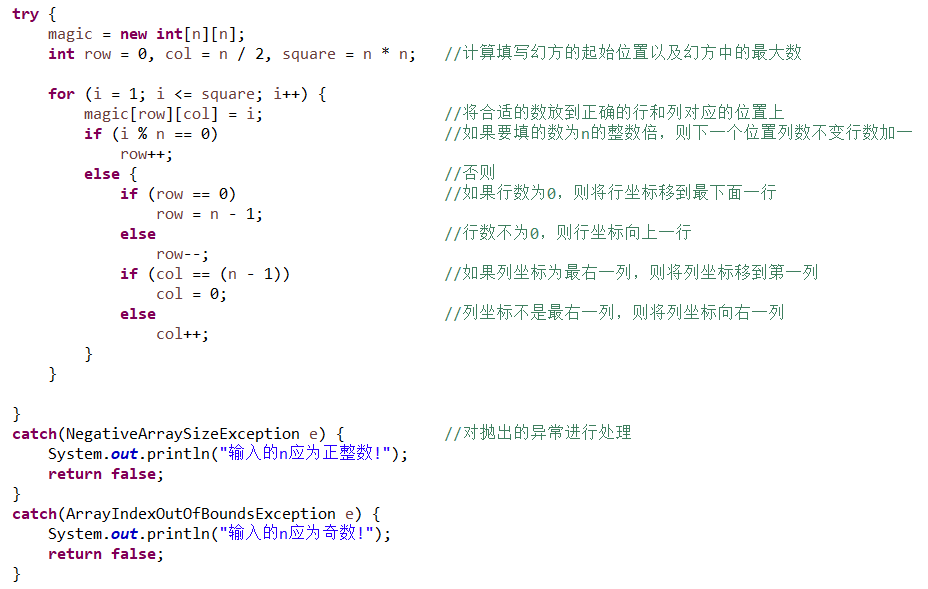 try {
magic = new int[n][n];
int row = 0, col = n / 2, square = n * n; //计算填写幻方的起始位置以及幻方中的最大数
for (i = 1; i <= square; i++) {
magic[row][col] = i; //将合适的数放到正确的行和列对应的位置上
if (i % n == 0) //如果要填的数为n的整数倍，则下一个位置列数不变行数加一
row++;
else { //否则
if (row == 0) //如果行数为0，则将行坐标移到最下面一行
row = n - 1;
else //行数不为0，则行坐标向上一行
row--;
if (col == (n - 1)) //如果列坐标为最右一列，则将列坐标移到第一列
col = 0;
else //列坐标不是最右一列，则将列坐标向右一列
col++;
}
}
}
catch(NegativeArraySizeException e) { //对抛出的异常进行处理
System.out.println("输入的n应为正整数!");
return false;
}
catch(ArrayIndexOutOfBoundsException e) {
System.out.println("输入的n应为奇数!");
return false;
}